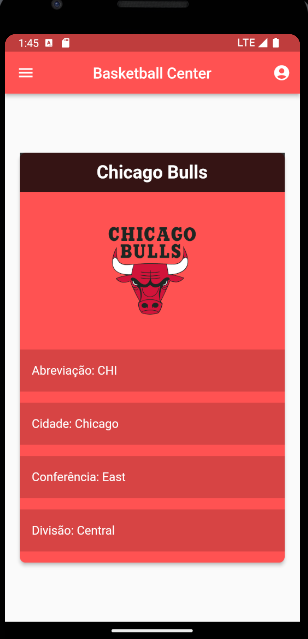 1:45
LTE
Basketball Center
Chicago Bulls
CHICAGO
BULLS
Abreviação: CHI
Cidade: Chicago
Conferência: East
Divisão: Central